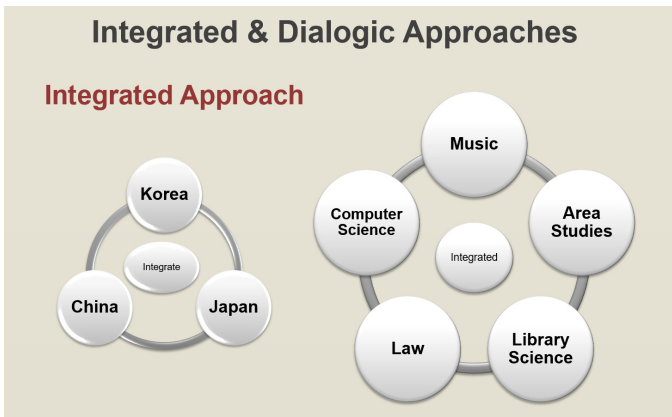 Integrated & Dialogic Approaches
Integrated Approach
Korea
Integrate
China
Japan
Music
Computer
Science
Area
Studies
Integrated
Law
Library
Science